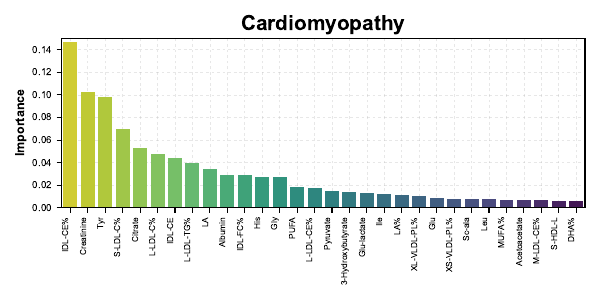 Cardiomyopathy
Importance
0.14
0.12
0.10
0.08
0.06
0.04
0.02
0.00
IDL-CE%
Creatinine
Tyr
S-LDL-C%
Citrate
L-LDL-C%
IDL-CE
L-LDL-TG%
LA
Albumin
IDL-FC%
His
Gly
PUFA
L-LDL-CE%
Pyruvate
3-Hydroxybutyrate
Glu-lactate
Ile
LA%
XL-VLDL-PL%
Glu
XS-VLDL-PL%
Leu
MUFA%
Acetoacetate
M-LDL-CE%
S-HDL-L
DHA%